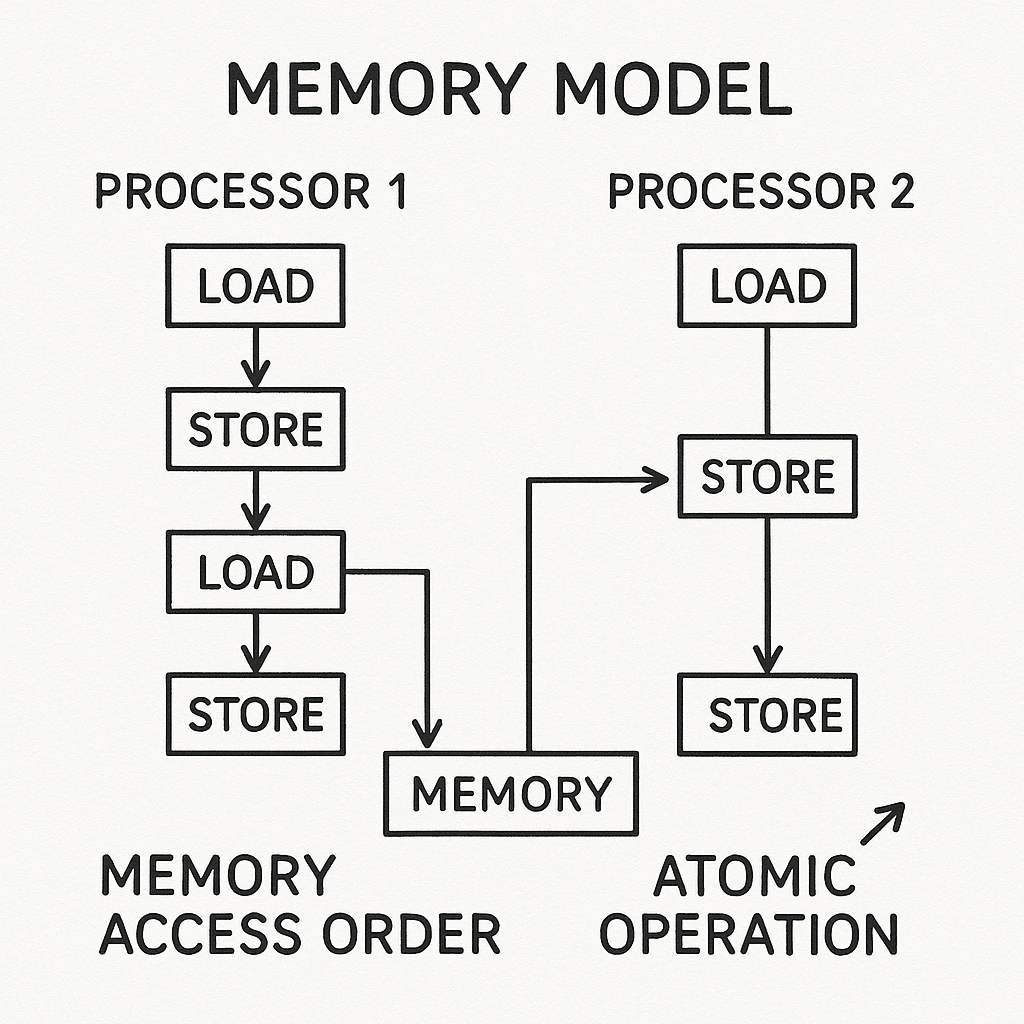 MEMORY MODEL
PROCESSOR 1
LOAD
STORE
LOAD
STORE
PROCESSOR 2
LOAD
STORE
STORE
MEMORY
MEMORY
ACCESS ORDER
ATOMIC
OPERATION